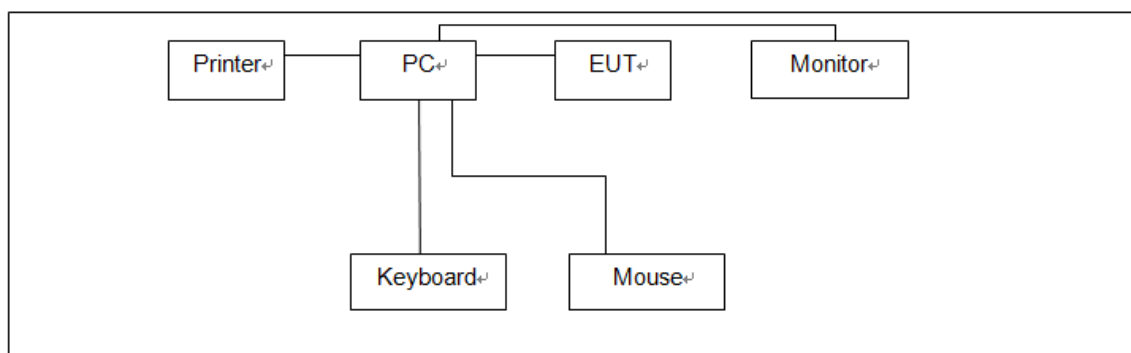 Printer
PC
EUT
Monitor
Keyboard
Mouse